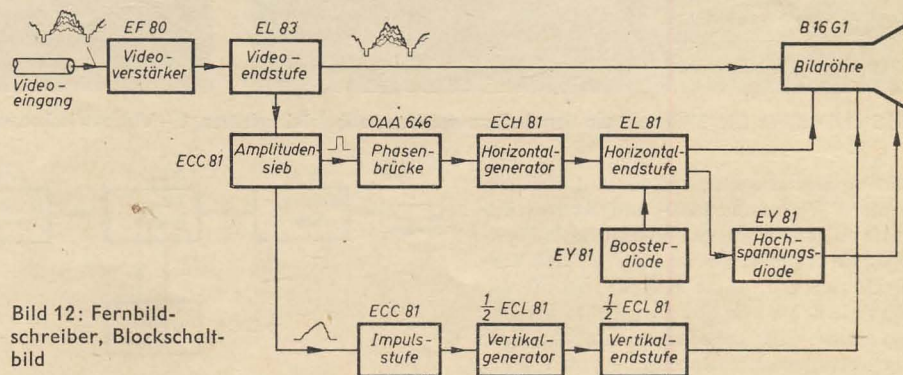 EF 80
EL 83
B 16 G1
Video-
verstärker
Video-
endstufe
Bildröhre
Video-
eingang
OAA 646
ECH 81
EL 81
ECC 81
Amplituden-
sieb
Phasen-
brücke
Horizontal-
generator
Horizontal-
endstufe
EY 81
EY 81
Booster-
diode
Hoch-
spannungs-
diode
Bild 12: Fernbild-
schreiber, Blockschalt-
bild
ECC 81
1/2 ECL 81
1/2 ECL 81
Impuls-
stufe
Vertikal-
generator
Vertikal-
endstufe